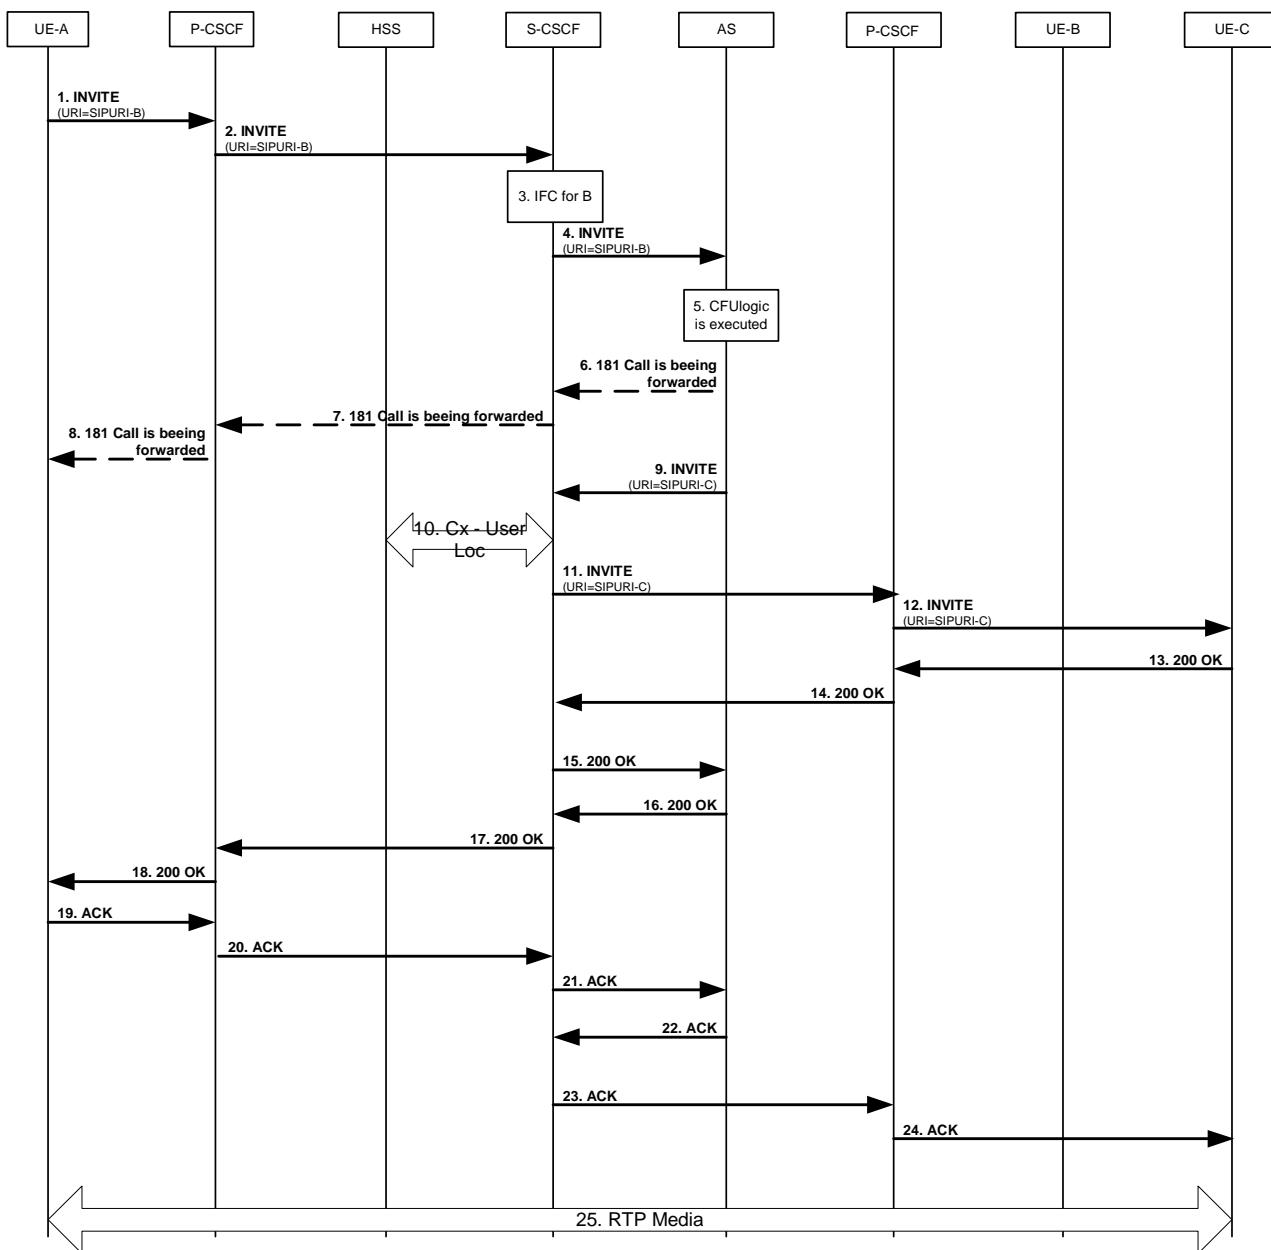 UE-A
P-CSCF
HSS
S-CSCF
AS
P-CSCF
UE-B
UE-C
1. INVITE
(URI=SIPURI-B)
2. INVITE
(URI=SIPURI-B)
3. IFC for B
4. INVITE
(URI=SIPURI-B)
5. CFUlogic
is executed
6. 181 Call is beeing
forwarded
7. 181 Call is beeing forwarded
8. 181 Call is beeing
forwarded
9. INVITE
(URI=SIPURI-C)
10. Cx - User
Loc
11. INVITE
(URI=SIPURI-C)
12. INVITE
(URI=SIPURI-C)
13. 200 OK
14. 200 OK
15. 200 OK
16. 200 OK
17. 200 OK
18. 200 OK
19. ACK
20. ACK
21. ACK
22. ACK
23. ACK
24. ACK
25. RTP Media